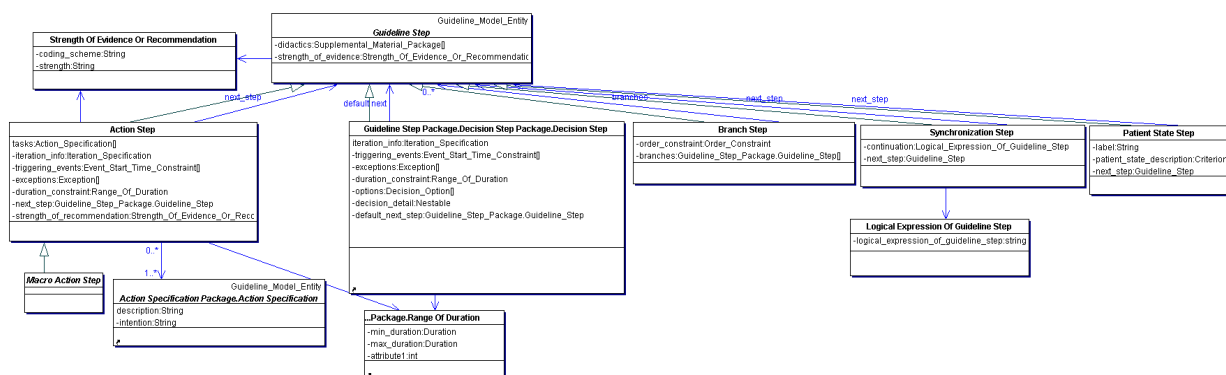 Guideline_Model_Entity
Guideline Step
-didactics:Supplemental_Material_Package[]
-strength_of_evidence:Strength_Of_Evidence_Or_Recommendatic
Strength Of Evidence Or Recommendation
-coding_scheme:String
-strength:String
next_step
default next
0..*
branches
next_step
next_step
Action Step
tasks:Action_Specification[]
-iteration_info:Iteration_Specification
-triggering_events:Event_Start_Time_Constraint[]
-exceptions:Exception[]
-duration_constraint:Range_Of_Duration
-next_step:Guideline_Step_Package.Guideline_Step
-strength_of_recommendation:Strength_Of_Evidence_Or_Recc
Guideline Step Package.Decision Step Package.Decision Step
iteration_info:Iteration_Specification
-triggering_events:Event_Start_Time_Constraint[]
-exceptions:Exception[]
-duration_constraint:Range_Of_Duration
-options:Decision_Option[]
-decision_detail:Nestable
-default_next_step:Guideline_Step_Package.Guideline_Step
Branch Step
-order_constraint:Order_Constraint
-branches:Guideline_Step_Package.Guideline_Step[]
Synchronization Step
-continuation:Logical_Expression_Of_Guideline_Step
-next_step:Guideline_Step
Patient State Step
-label:String
-patient_state_description:Criterion
-next_step:Guideline_Step
Logical Expression Of Guideline Step
-logical_expression_of_guideline_step:string
0..*
1..*
Macro Action Step
Guideline_Model_Entity
Action Specification Package.Action Specification
description:String
-intention:String
...Package.Range Of Duration
-min_duration:Duration
-max_duration:Duration
-attribute1:int